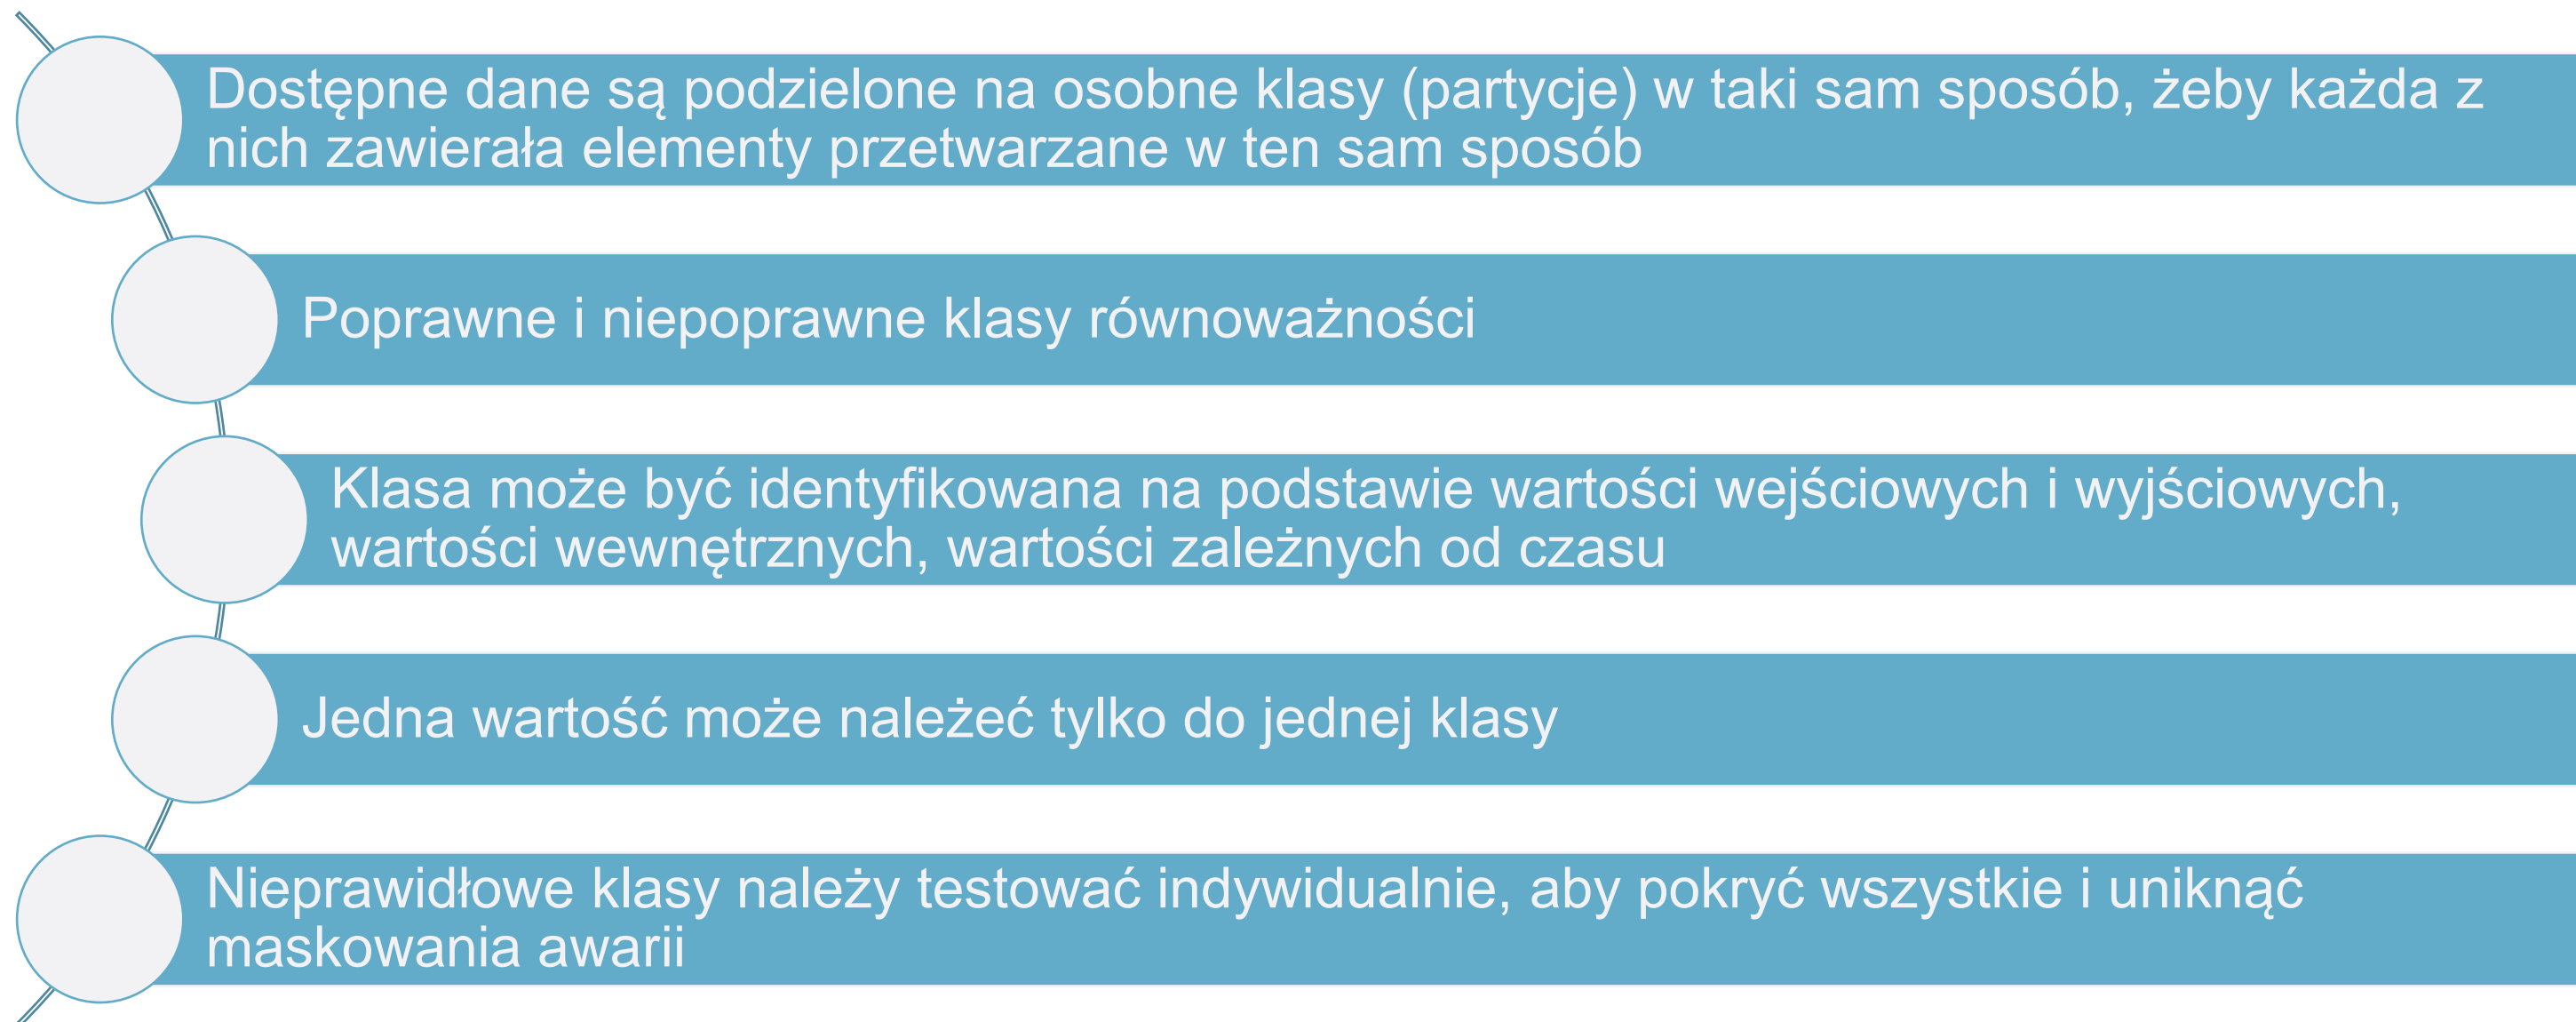 Dostępne dane są podzielone na osobne klasy (partycje) w taki sam sposób, żeby każda z
nich zawierała elementy przetwarzane w ten sam sposób
Poprawne i niepoprawne klasy równoważności
Klasa może być identyfikowana na podstawie wartości wejściowych i wyjściowych,
wartości wewnętrznych, wartości zależnych od czasu
Jedna wartość może należeć tylko do jednej klasy
Nieprawidłowe klasy należy testować indywidualnie, aby pokryć wszystkie i uniknąć
maskowania awarii